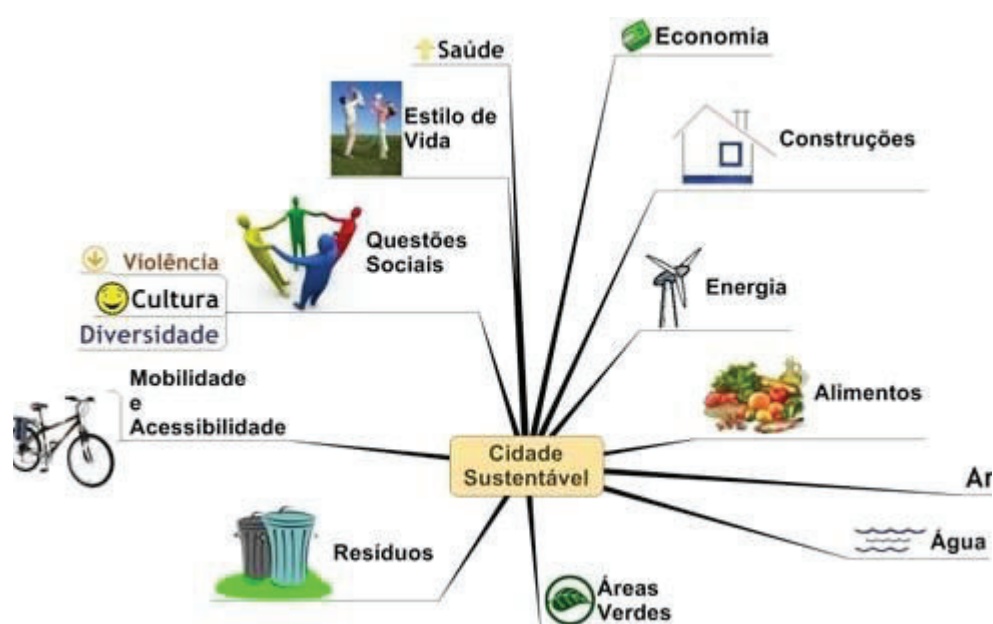 Saúde
Economia
Estilo de
Vida
Construções
Questões
Sociais
Violência
Cultura
Diversidade
Energia
Mobilidade
e
Acessibilidade
Alimentos
Cidade
Sustentável
Ar
Água
Resíduos
Áreas
Verdes